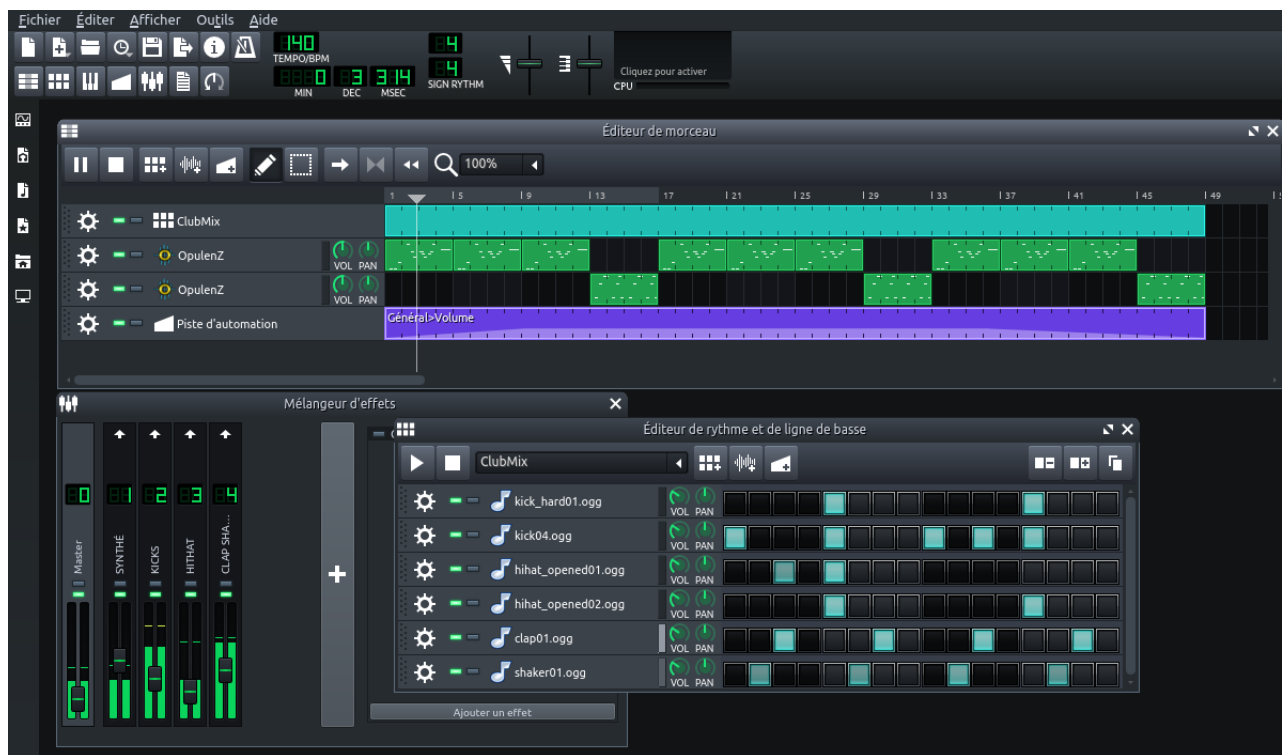 Fichier Éditer Afficher Outils Aide
140
TEMPO/BPM
4
4
SIGN RYTHM
0 3 314
MIN DEC MSEC
Cliquez pour activer
CPU
Éditeur de morceau
100%
1 5 9 13 17 21 25 29 33 37 41 45 49
ClubMix
OpulenZ
VOL PAN
OpulenZ
VOL PAN
Piste d'automation
Général>Volume
Mélangeur d'effets
0 1 2 3 4
Master
SYNTHÉ
KICKS
HITHAT
CLAP SHA...
Ajouter un effet
Éditeur de rythme et de ligne de basse
ClubMix
kick_hard01.ogg
VOL PAN
kick04.ogg
VOL PAN
hihat_opened01.ogg
VOL PAN
hihat_opened02.ogg
VOL PAN
clap01.ogg
VOL PAN
shaker01.ogg
VOL PAN